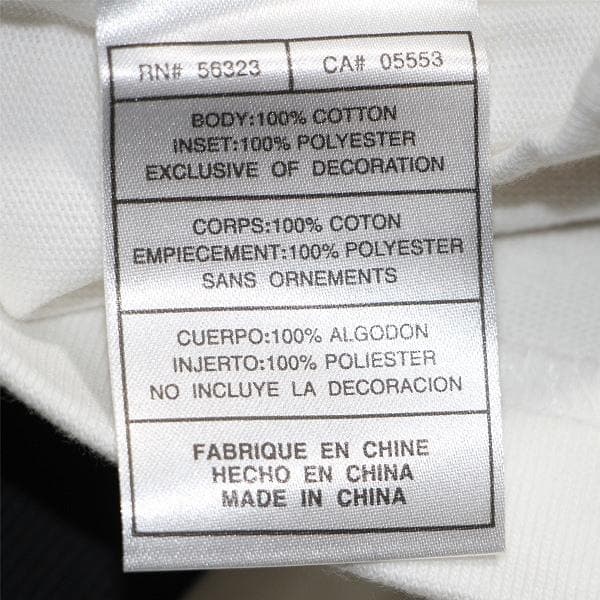 RN# 56323 CA# 05553
BODY:100% COTTON
INSET:100% POLYESTER
EXCLUSIVE OF DECORATION
CORPS:100% COTON
EMPIECEMENT:100% POLYESTER
SANS ORNEMENTS
CUERPO:100% ALGODON
INJERTO:100% POLIESTER
NO INCLUYE LA DECORACION
FABRIQUE EN CHINE
HECHO EN CHINA
MADE IN CHINA